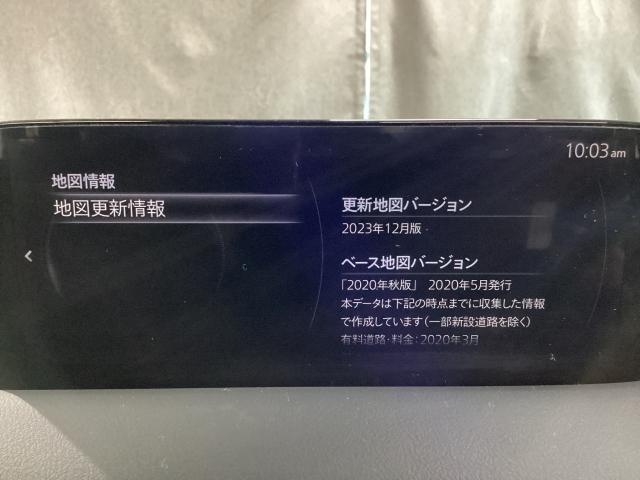 10:03am
地図情報
地図更新情報
更新地図バージョン
2023年12月版
ベース地図バージョン
「2020年秋版」 2020年5月発行
本データは下記の時点までに収集した情報
で作成しています(一部新設道路を除く)
有料道路・料金:2020年3月